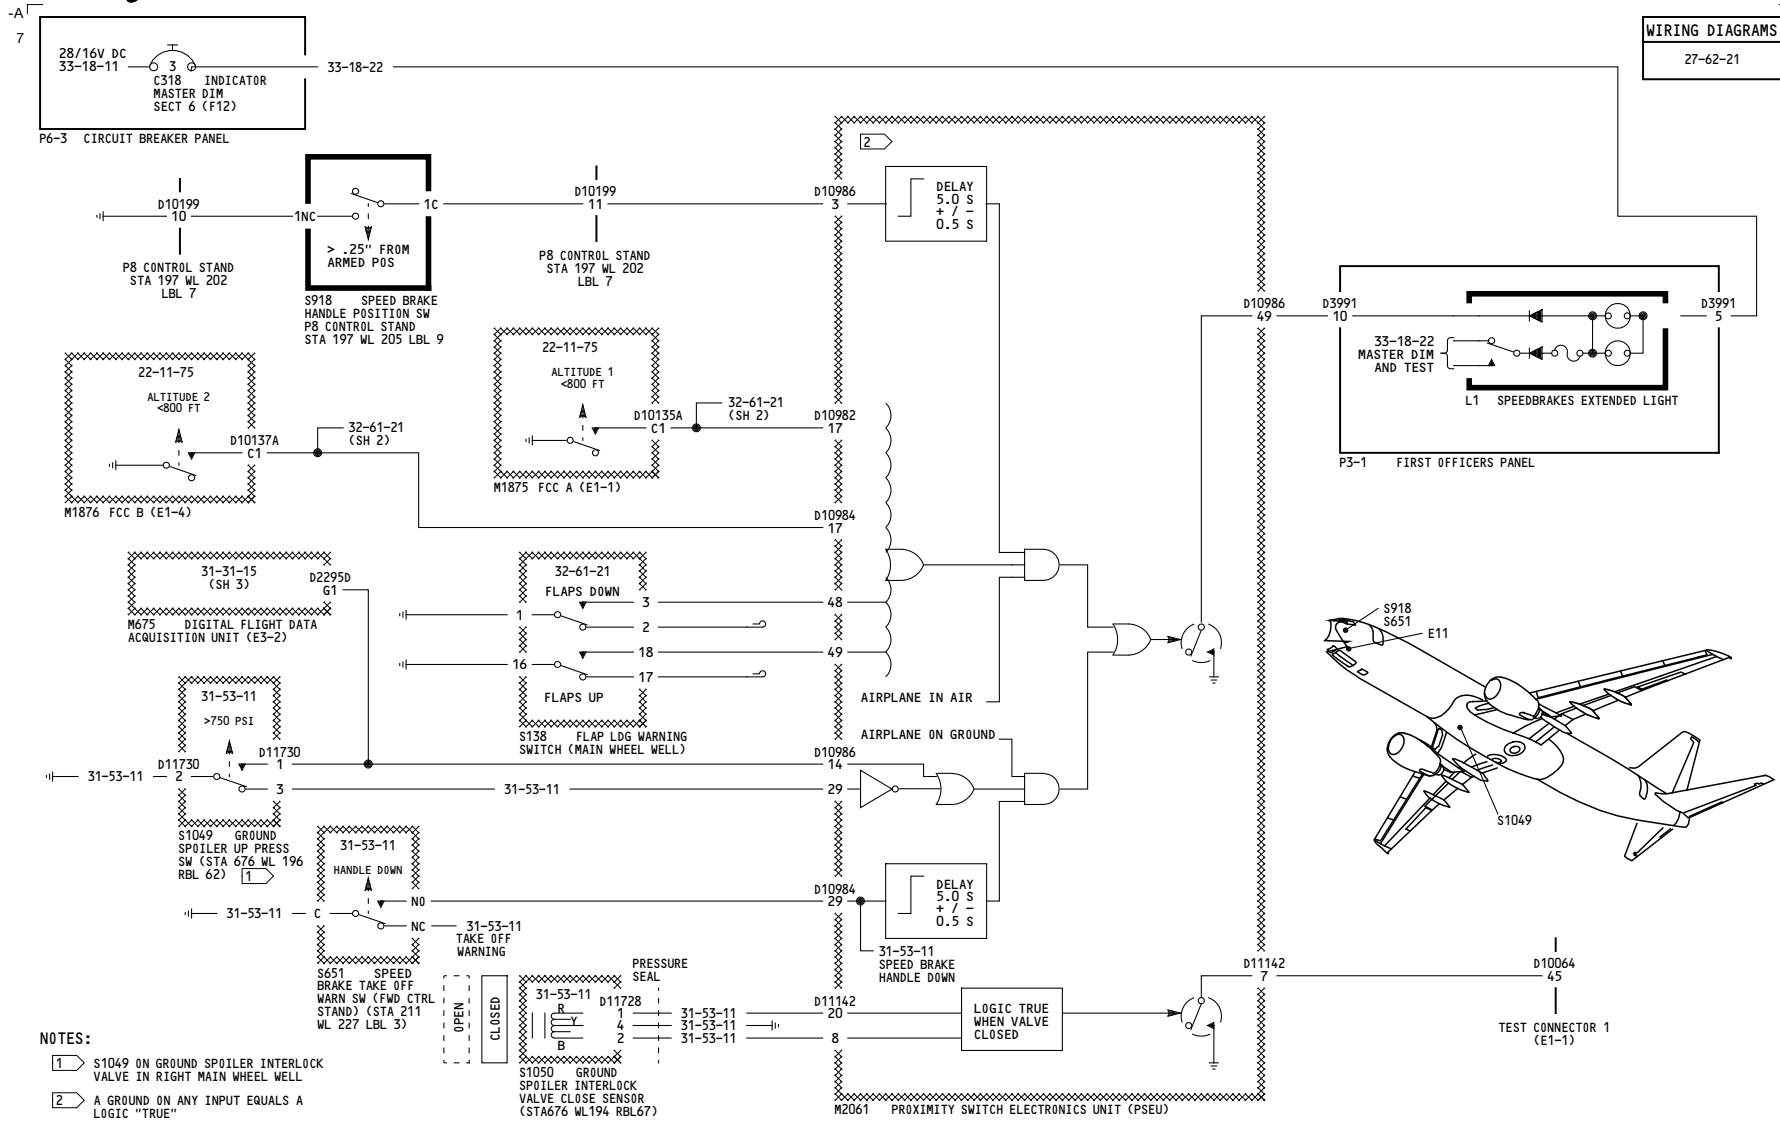 -A
7
28/16V DC
33-18-11
3
C318 INDICATOR
MASTER DIM
SECT 6 (F12)
P6-3 CIRCUIT BREAKER PANEL
33-18-22
WIRING DIAGRAMS
27-62-21
2
D10199
10
1NC
1C
> .25" FROM
ARMED POS
D10199
11
D10986
3
DELAY
5.0 S
+ / -
0.5 S
P8 CONTROL STAND
STA 197 WL 202
LBL 7
P8 CONTROL STAND
STA 197 WL 202
LBL 7
S918 SPEED BRAKE
HANDLE POSITION SW
P8 CONTROL STAND
STA 197 WL 205 LBL 9
D10986
49
D3991
10
D3991
5
33-18-22
MASTER DIM
AND TEST
L1 SPEEDBRAKES EXTENDED LIGHT
P3-1 FIRST OFFICERS PANEL
22-11-75
ALTITUDE 2
<800 FT
D10137A
C1
32-61-21
(SH 2)
M1876 FCC B (E1-4)
22-11-75
ALTITUDE 1
<800 FT
D10135A
C1
32-61-21
(SH 2)
M1875 FCC A (E1-1)
D10982
17
D10984
17
31-31-15
(SH 3)
D2295D
G1
M675 DIGITAL FLIGHT DATA
ACQUISITION UNIT (E3-2)
32-61-21
FLAPS DOWN
1
3
2
16
18
17
FLAPS UP
S138 FLAP LDG WARNING
SWITCH (MAIN WHEEL WELL)
48
49
AIRPLANE IN AIR
AIRPLANE ON GROUND
31-53-11
>750 PSI
31-53-11
D11730
2
D11730
1
3
31-53-11
D10986
14
29
S1049 GROUND
SPOILER UP PRESS
SW (STA 676 WL 196
RBL 62)
1
31-53-11
HANDLE DOWN
31-53-11
C
NO
NC
31-53-11
TAKE OFF
WARNING
S651 SPEED
BRAKE TAKE OFF
WARN SW (FWD CTRL
STAND) (STA 211
WL 227 LBL 3)
D10984
29
DELAY
5.0 S
+ / -
0.5 S
31-53-11
SPEED BRAKE
HANDLE DOWN
OPEN
CLOSED
31-53-11
R
Y
B
D11728
1
4
2
PRESSURE
SEAL
31-53-11
31-53-11
31-53-11
D11142
20
8
LOGIC TRUE
WHEN VALVE
CLOSED
D11142
7
D10064
45
TEST CONNECTOR 1
(E1-1)
S1050 GROUND
SPOILER INTERLOCK
VALVE CLOSE SENSOR
(STA676 WL194 RBL67)
M2061 PROXIMITY SWITCH ELECTRONICS UNIT (PSEU)
S918
S651
E11
S1049
NOTES:
1 S1049 ON GROUND SPOILER INTERLOCK
VALVE IN RIGHT MAIN WHEEL WELL
2 A GROUND ON ANY INPUT EQUALS A
LOGIC "TRUE"